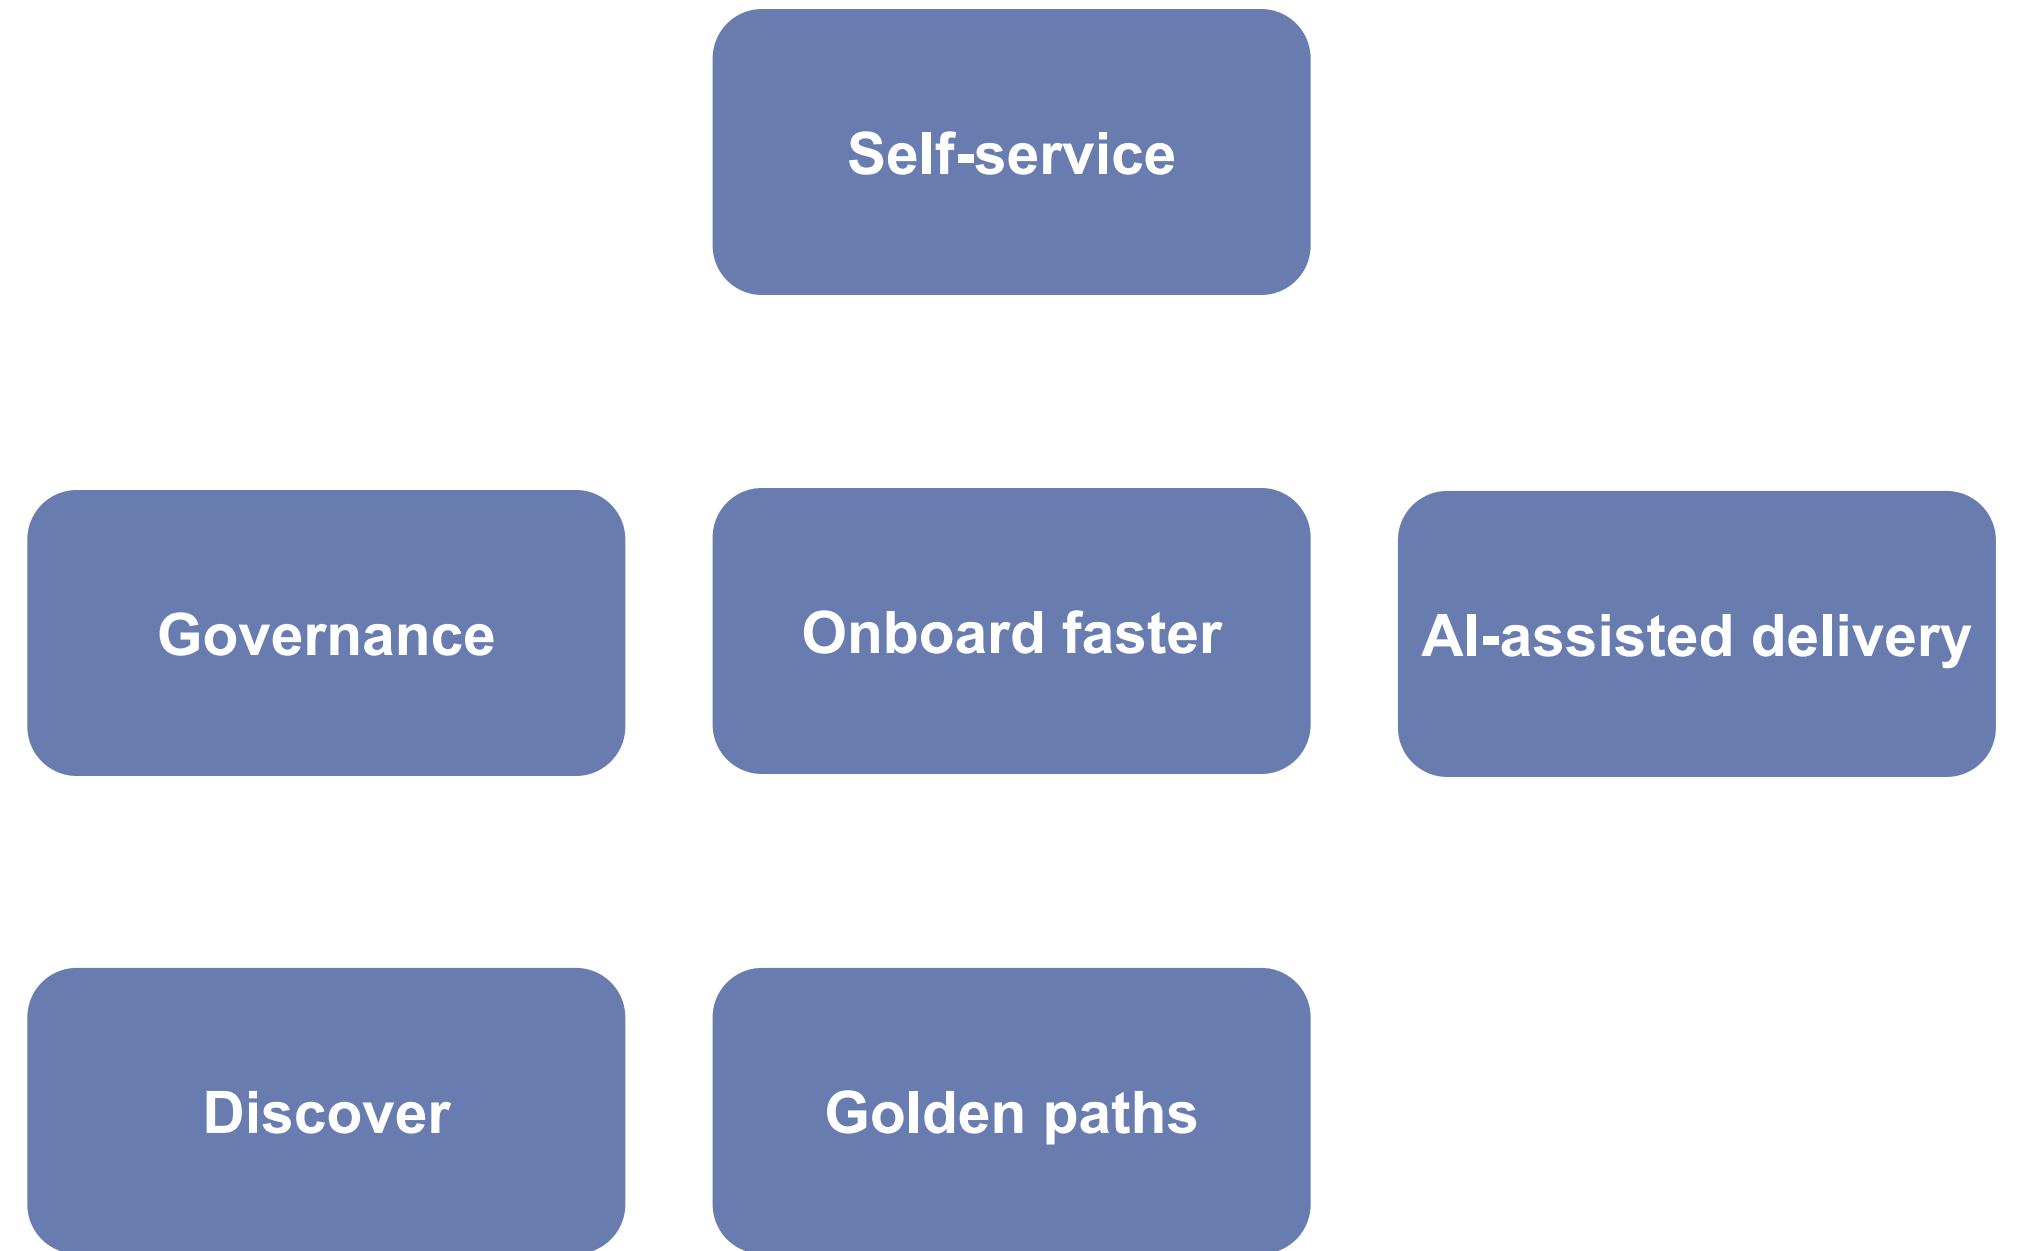 Self-service
Governance
Onboard faster
AI-assisted delivery
Discover
Golden paths